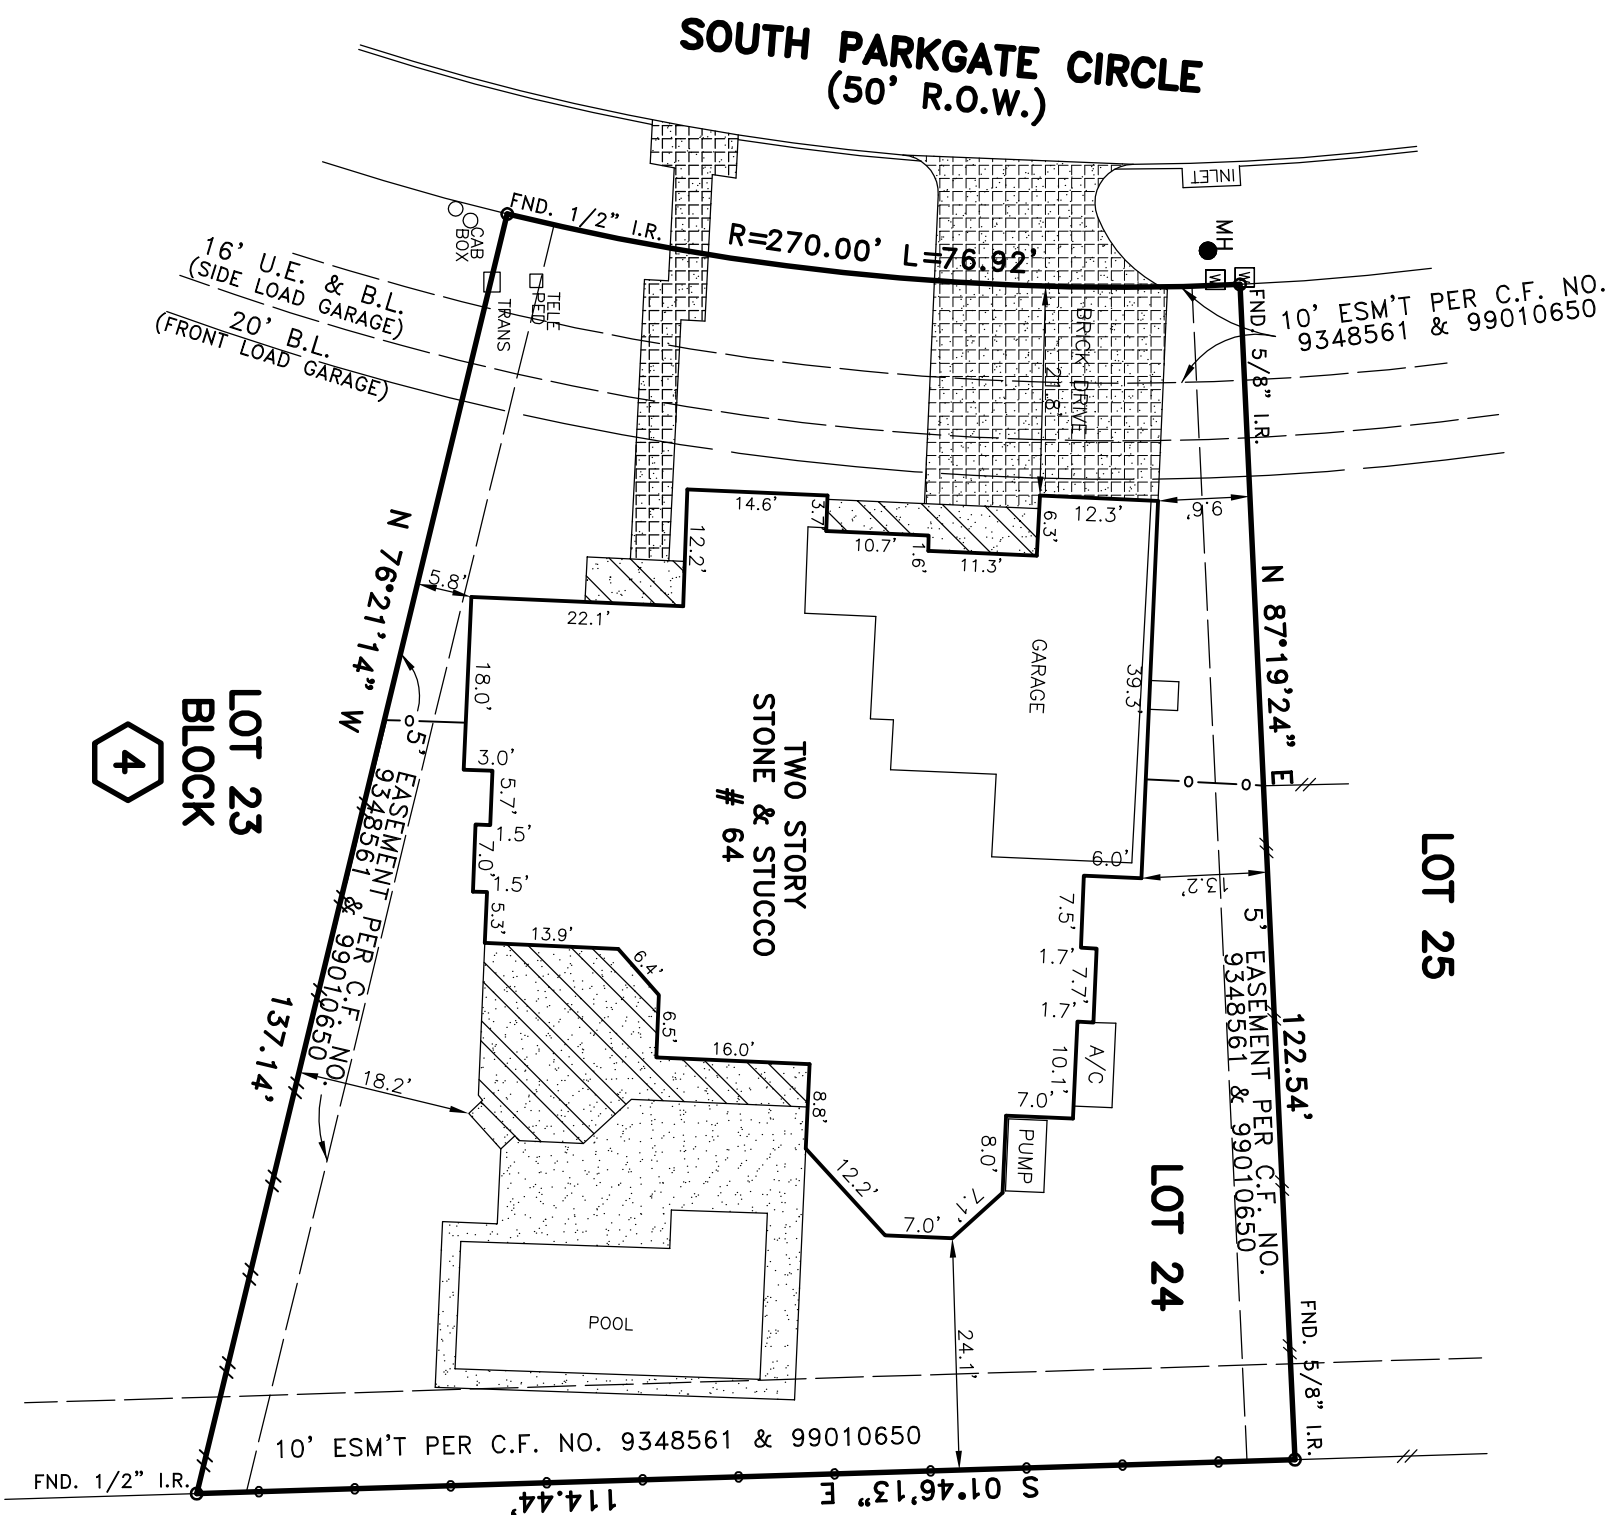 SOUTH PARKGATE CIRCLE
(50' R.O.W.)
INLET
MH
W
W
FND. 1/2" I.R.
R=270.00' L=76.92'
CAB
BOX
TRANS
TELE
PED
16' U.E. & B.L.
(SIDE LOAD GARAGE)
20' B.L.
(FRONT LOAD GARAGE)
BRICK DRIVE
21.8'
FND. 5/8" I.R.
10' ESM'T PER C.F. NO.
9348561 & 99010650
14.6'
3.7'
10.7'
1.6'
11.3'
6.3'
12.3'
9.6'
12.2'
22.1'
5.8'
N 76°21'14" W
137.14'
N 87°19'24" E
122.54'
GARAGE
39.3'
18.0'
3.0'
5.7'
1.5'
7.0'
1.5'
5.3'
13.9'
6.4'
6.5'
16.0'
8.8'
12.2'
7.0'
7.1'
8.0'
7.0'
10.1'
1.7'
7.7'
1.7'
7.5'
6.0'
13.2'
TWO STORY
STONE & STUCCO
# 64
LOT 23
BLOCK
4
LOT 25
LOT 24
5' EASEMENT PER C.F. NO.
9348561 & 99010650
5' EASEMENT PER C.F. NO.
9348561 & 99010650
18.2'
A/C
PUMP
POOL
24.1'
FND. 5/8" I.R.
10' ESM'T PER C.F. NO. 9348561 & 99010650
FND. 1/2" I.R.
S 01°46'13" E
114.44'